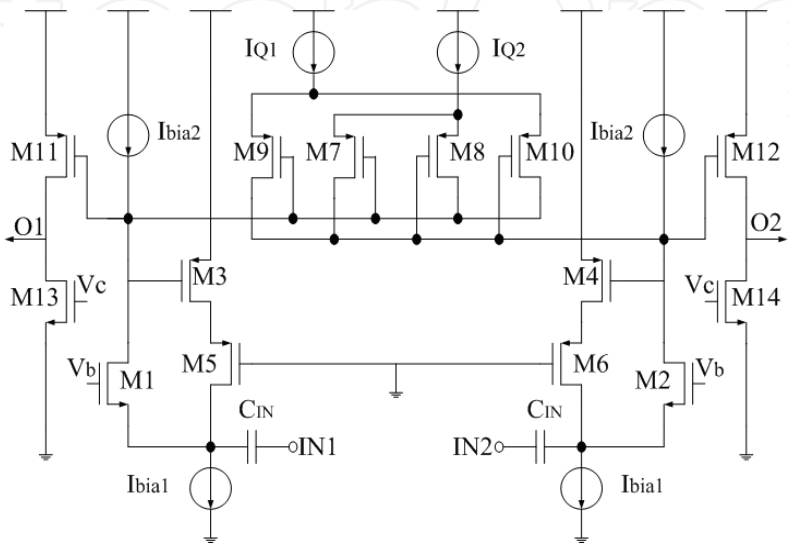 IQ1 IQ2
Ibia2 Ibia2
M11 M9 M7 M8 M10 M12
O1 O2
M3 M4
M13 Vc Vc M14
M5 M6
Vb M1 M2 Vb
CIN CIN
IN1 IN2
Ibia1 Ibia1